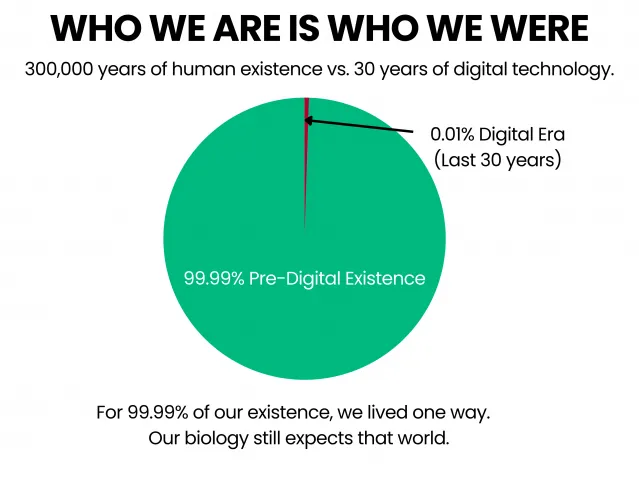 WHO WE ARE IS WHO WE WERE
300,000 years of human existence vs. 30 years of digital technology.
0.01% Digital Era
(Last 30 years)
99.99% Pre-Digital Existence
For 99.99% of our existence, we lived one way.
Our biology still expects that world.